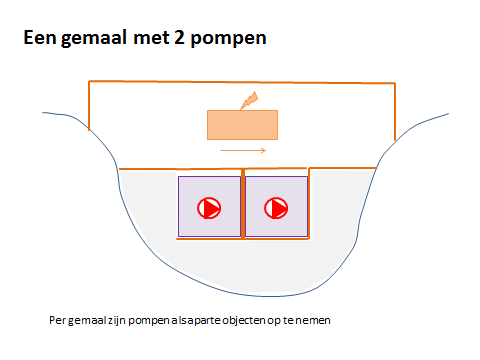 Een gemaal met 2 pompen
Per gemaal zijn pompen als aparte objecten op te nemen